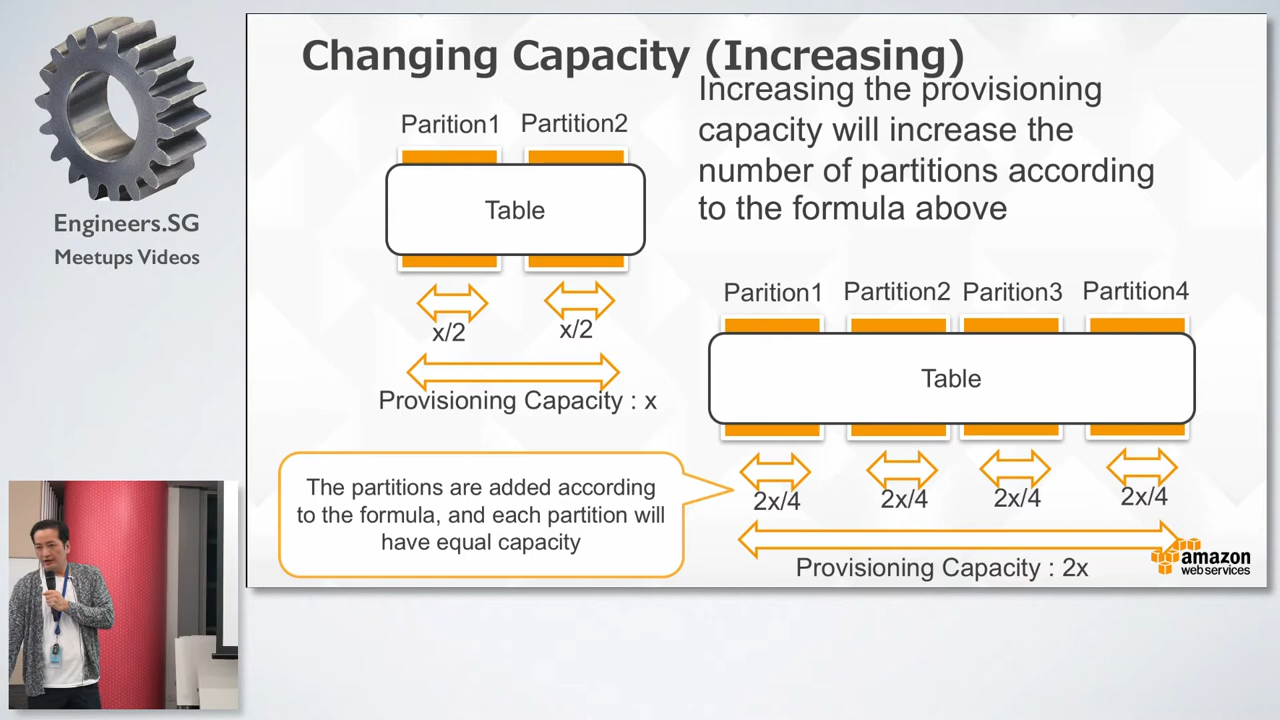 Engineers.SG
Meetups Videos
Changing Capacity (Increasing)
Increasing the provisioning
capacity will increase the
number of partitions according
to the formula above
Parition1 Partition2
Table
x/2 x/2
Provisioning Capacity : x
Parition1 Partition2 Partition3 Partition4
Table
2x/4 2x/4 2x/4 2x/4
Provisioning Capacity : 2x
The partitions are added according
to the formula, and each partition will
have equal capacity
amazon
webservices